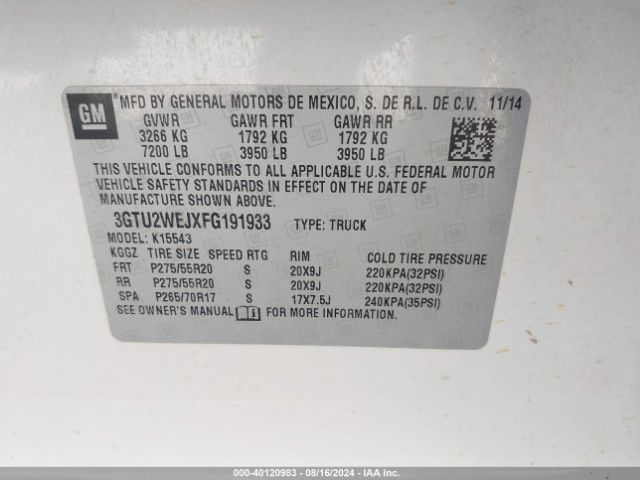 GM
MFD BY GENERAL MOTORS DE MEXICO, S. DE R.L. DE C.V. 11/14
GVWR GAWR FRT GAWR RR
3266 KG 1792 KG 1792 KG
7200 LB 3950 LB 3950 LB
THIS VEHICLE CONFORMS TO ALL APPLICABLE U.S. FEDERAL MOTOR
VEHICLE SAFETY STANDARDS IN EFFECT ON THE DATE OF
MANUFACTURE SHOWN ABOVE.
3GTU2WEJXFG191933 TYPE: TRUCK
MODEL: K15543
KGGZ TIRE SIZE SPEED RTG RIM COLD TIRE PRESSURE
FRT P275/55R20 S 20X9J 220KPA(32PSI)
RR P275/55R20 S 20X9J 220KPA(32PSI)
SPA P265/70R17 S 17X7.5J 240KPA(35PSI)
SEE OWNER'S MANUAL FOR MORE INFORMATION.
000-40120983 - 08/16/2024 - IAA Inc.